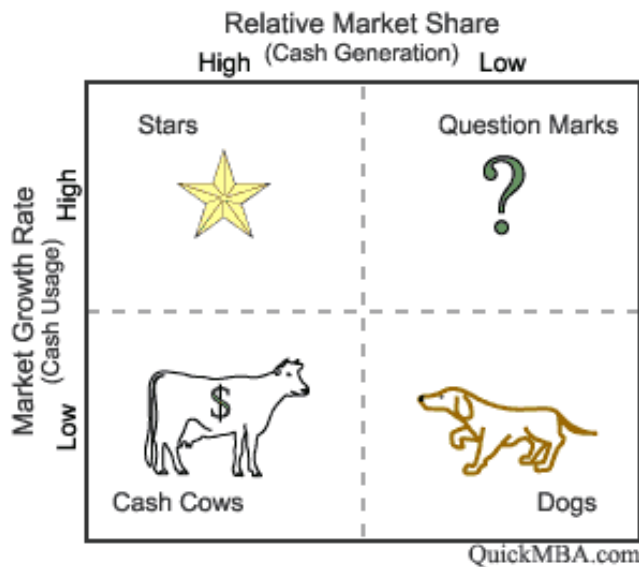 Relative Market Share
(Cash Generation)
High Low
Stars Question Marks
?
Market Growth Rate
(Cash Usage)
High
Low
$
Cash Cows Dogs
QuickMBA.com